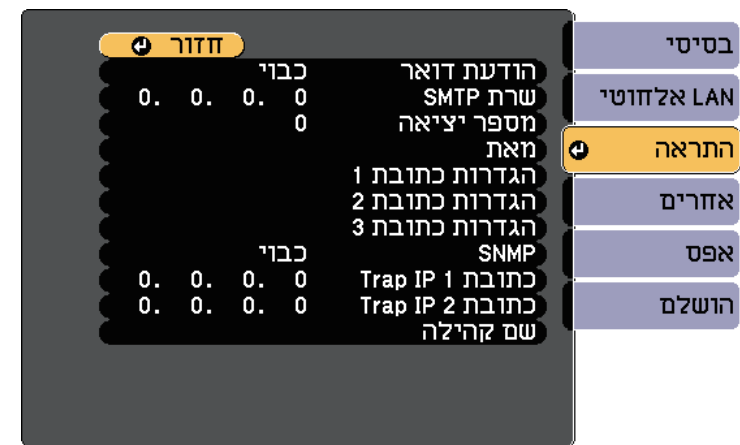 בסיסי
LAN אלחוטי
התראה
אחרים
אפס
הושלם
חזור
הודעת דואר כבוי
שרת SMTP 0. 0. 0. 0
מספר יציאה 0
מאת
הגדרות כתובת 1
הגדרות כתובת 2
הגדרות כתובת 3
SNMP כבוי
כתובת Trap IP 1 0. 0. 0. 0
כתובת Trap IP 2 0. 0. 0. 0
שם קהילה